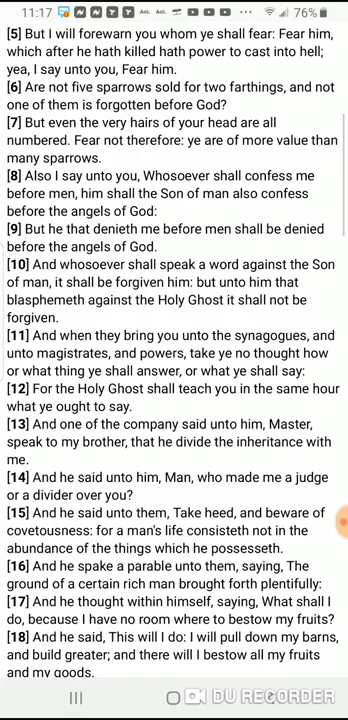 11:17 76%
[5] But I will forewarn you whom ye shall fear: Fear him,
which after he hath killed hath power to cast into hell;
yea, I say unto you, Fear him.
[6] Are not five sparrows sold for two farthings, and not
one of them is forgotten before God?
[7] But even the very hairs of your head are all
numbered. Fear not therefore: ye are of more value than
many sparrows.
[8] Also I say unto you, Whosoever shall confess me
before men, him shall the Son of man also confess
before the angels of God:
[9] But he that denieth me before men shall be denied
before the angels of God.
[10] And whosoever shall speak a word against the Son
of man, it shall be forgiven him: but unto him that
blasphemeth against the Holy Ghost it shall not be
forgiven.
[11] And when they bring you unto the synagogues, and
unto magistrates, and powers, take ye no thought how
or what thing ye shall answer, or what ye shall say:
[12] For the Holy Ghost shall teach you in the same hour
what ye ought to say.
[13] And one of the company said unto him, Master,
speak to my brother, that he divide the inheritance with
me.
[14] And he said unto him, Man, who made me a judge
or a divider over you?
[15] And he said unto them, Take heed, and beware of
covetousness: for a man's life consisteth not in the
abundance of the things which he possesseth.
[16] And he spake a parable unto them, saying, The
ground of a certain rich man brought forth plentifully:
[17] And he thought within himself, saying, What shall I
do, because I have no room where to bestow my fruits?
[18] And he said, This will I do: I will pull down my barns,
and build greater; and there will I bestow all my fruits
and my goods.
DU RECORDER